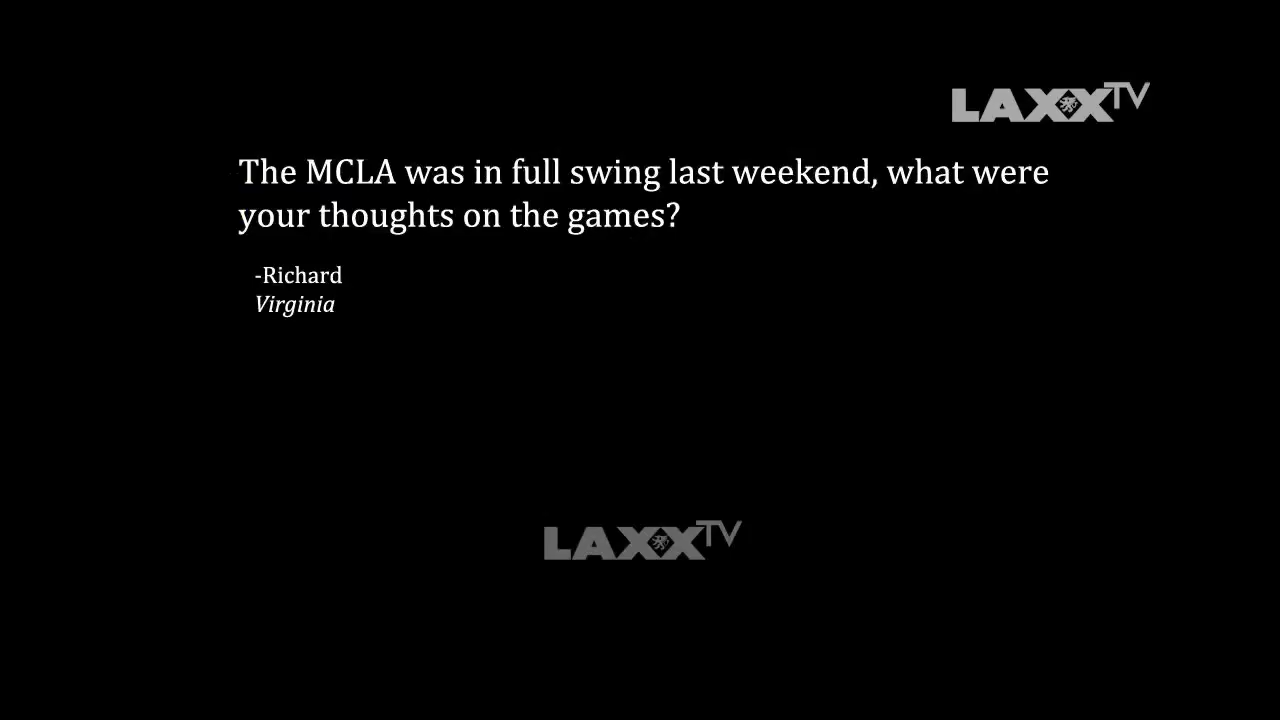 LAXXTV
The MCLA was in full swing last weekend, what were
your thoughts on the games?
-Richard
Virginia
LAXXTV